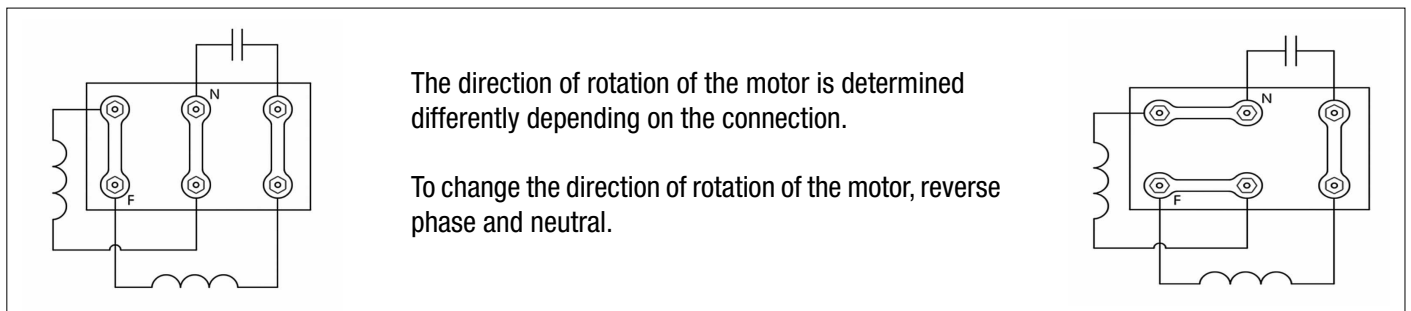 N
F
The direction of rotation of the motor is determined
differently depending on the connection.
To change the direction of rotation of the motor, reverse
phase and neutral.
N
F